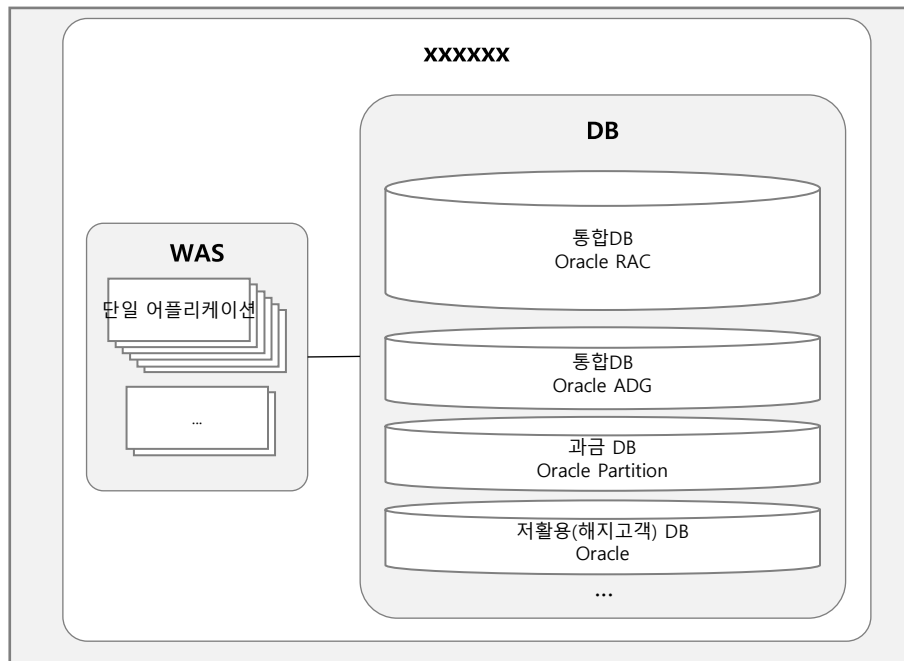 xxxxxx
DB
통합DB
Oracle RAC
WAS
단일 어플리케이션
통합DB
Oracle ADG
...
과금 DB
Oracle Partition
저활용(해지고객) DB
Oracle
...